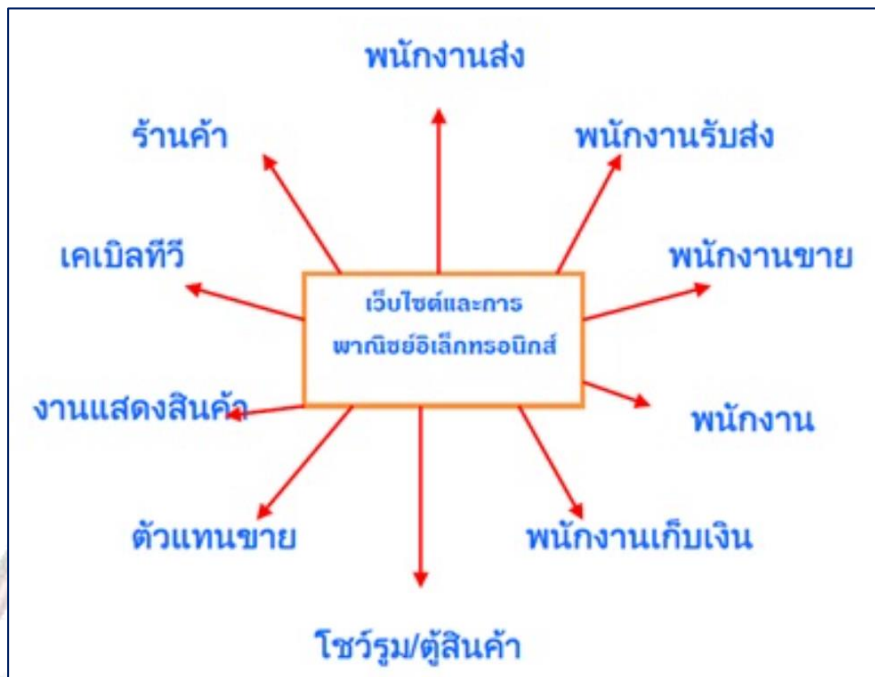 พนักงานส่ง
ร้านค้า
พนักงานรับส่ง
เคเบิลทีวี
พนักงานขาย
เว็บไซต์และการ
พาณิชย์อิเล็กทรอนิกส์
งานแสดงสินค้า
พนักงาน
ตัวแทนขาย
พนักงานเก็บเงิน
โชว์รูม/ตู้สินค้า